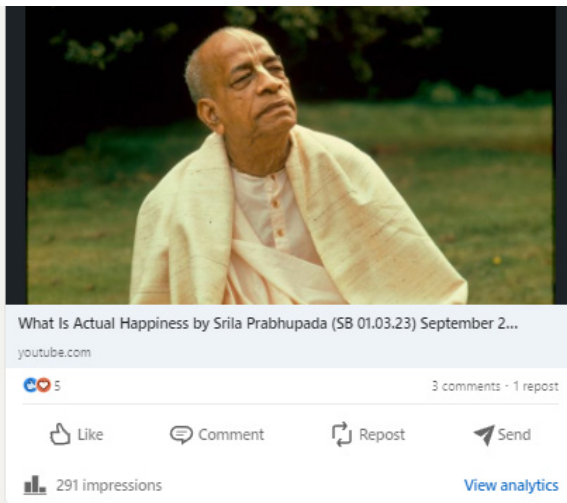 What Is Actual Happiness by Srila Prabhupada (SB 01.03.23) September 2...
youtube.com
5 3 comments · 1 repost
Like Comment Repost Send
291 impressions View analytics